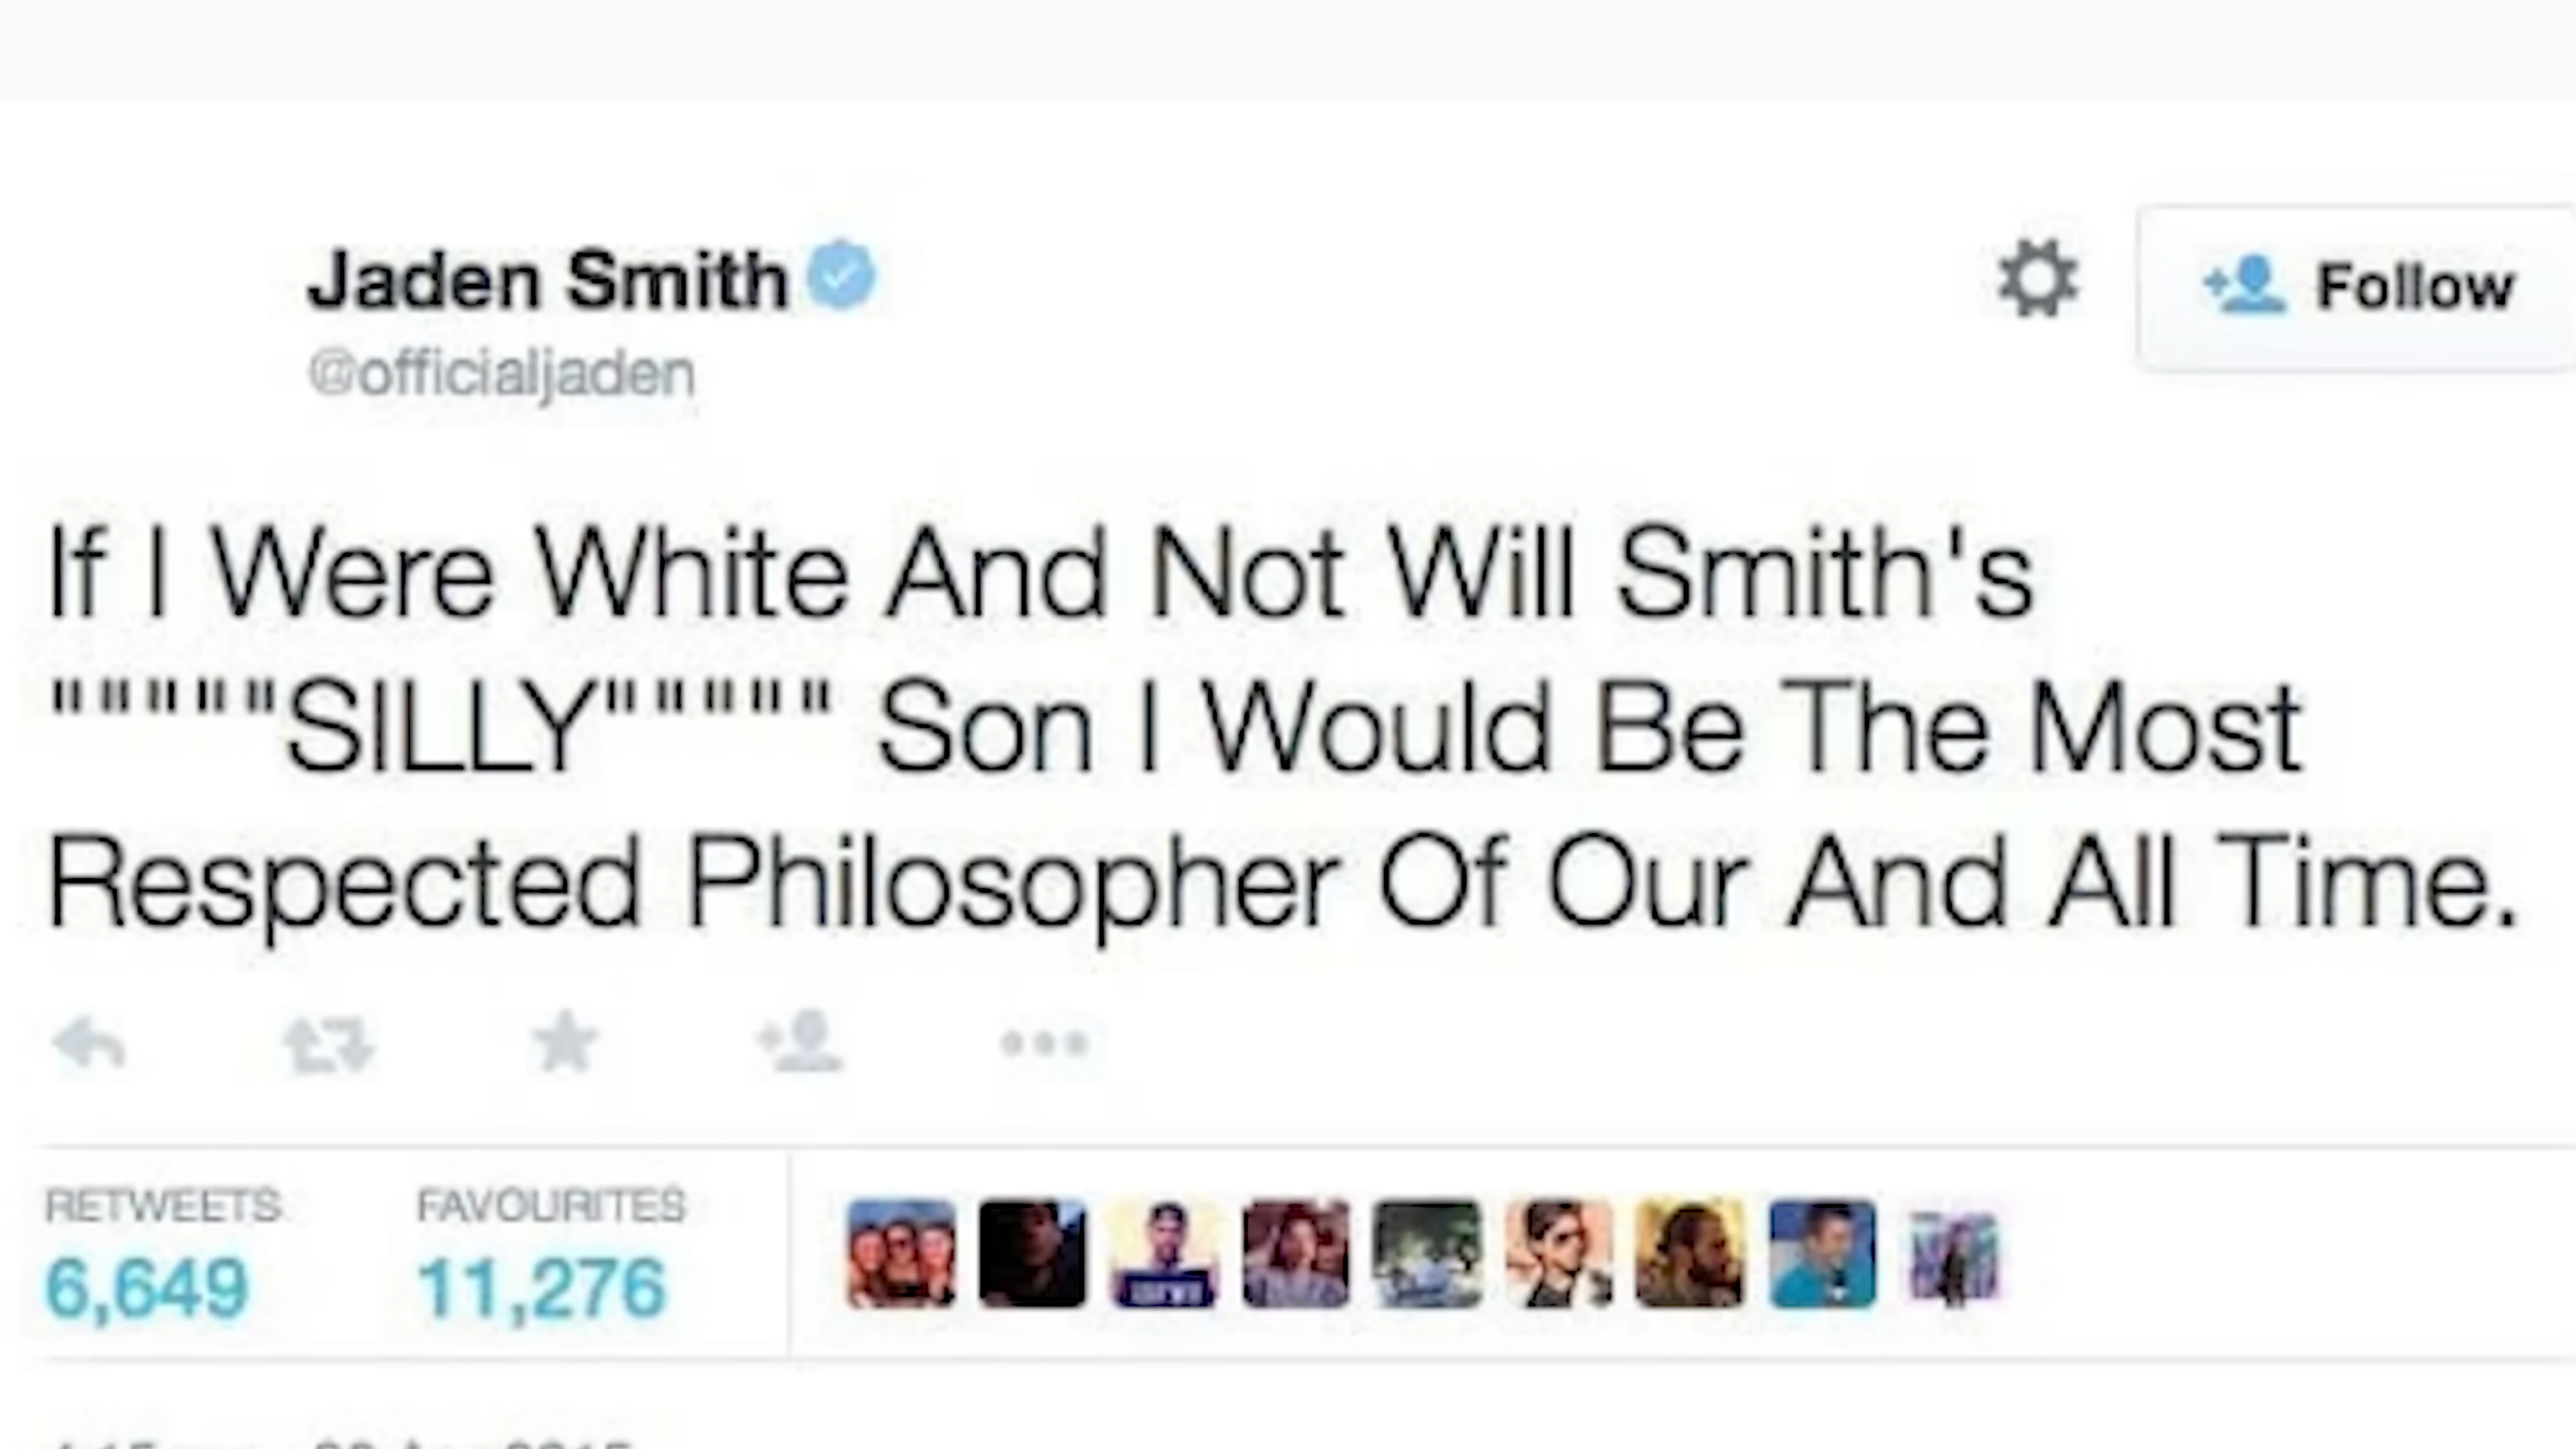 Jaden Smith
@officialjaden
Follow
If I Were White And Not Will Smith's
"""""SILLY""""" Son I Would Be The Most
Respected Philosopher Of Our And All Time.
RETWEETS FAVOURITES
6,649 11,276